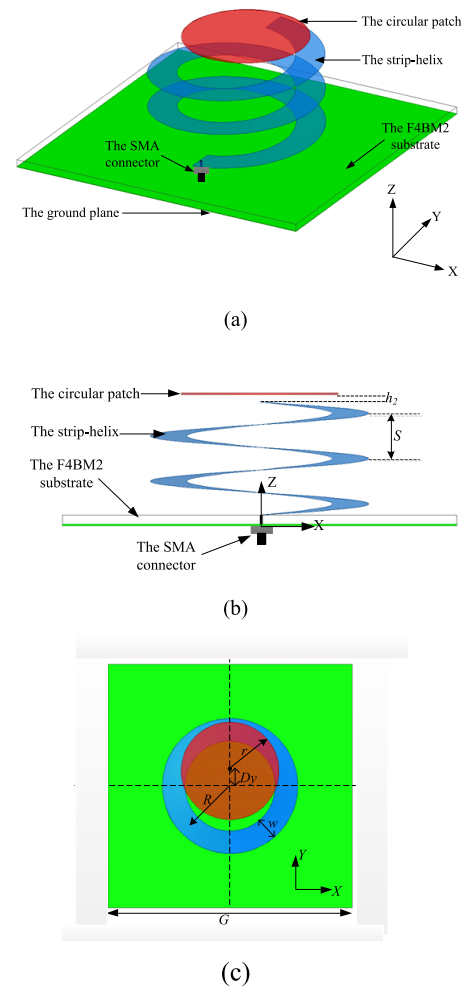 The circular patch
The strip-helix
The F4BM2
substrate
The SMA
connector
The ground plane
Z
Y
X
(a)
The circular patch
h2
The strip-helix
S
The F4BM2
substrate
Z
X
The SMA
connector
(b)
r
Dy
R
w
Y
X
G
(c)